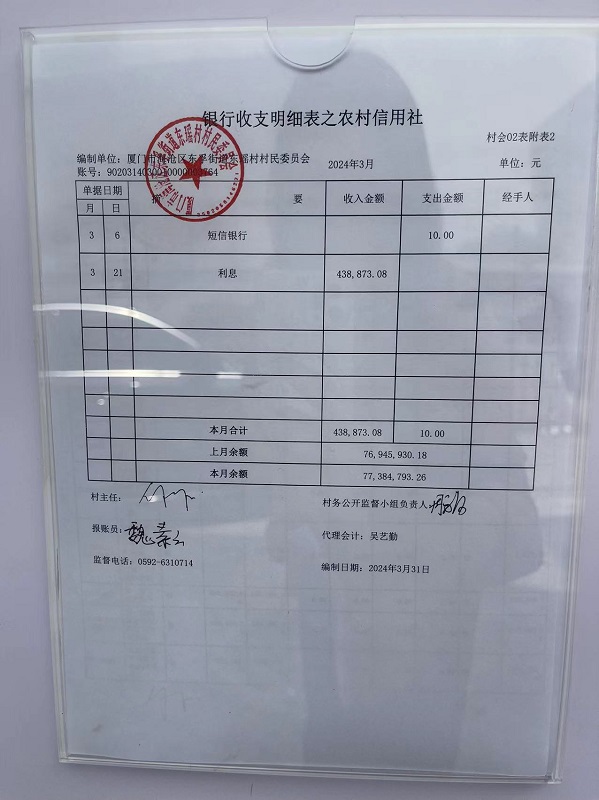 银行收支明细表之农村信用社
村会02表附表2
编制单位：厦门市海沧区东孚街道东瑶村村民委员会 2024年3月 单位：元
账号：
单据日期 摘 要 收入金额 支出金额 经手人
月 日
3 6 短信银行 10.00
3 21 利息 438,873.08
本月合计 438,873.08 10.00
上月余额 76,945,930.18
本月余额 77,384,793.26
村主任： 村务公开监督小组负责人
报账员： 代理会计：吴艺勤
监督电话：0592-6310714 编制日期：2024年3月31日